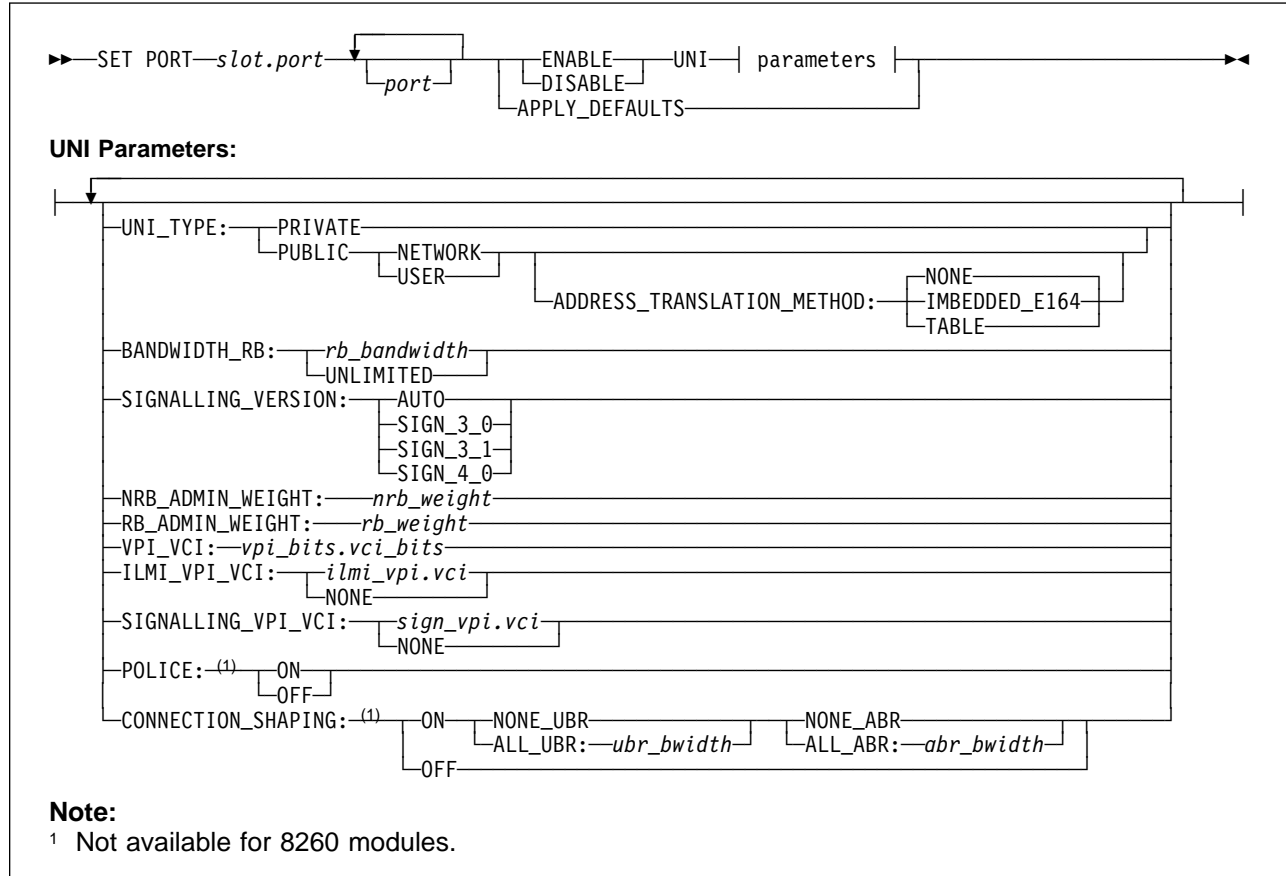 SET PORT slot.port ENABLE UNI parameters
port DISABLE
APPLY_DEFAULTS
UNI Parameters:
UNI_TYPE: PRIVATE
PUBLIC NETWORK
USER NONE
ADDRESS_TRANSLATION_METHOD: IMBEDDED_E164
TABLE
BANDWIDTH_RB: rb_bandwidth
UNLIMITED
SIGNALLING_VERSION: AUTO
SIGN_3_0
SIGN_3_1
SIGN_4_0
NRB_ADMIN_WEIGHT: nrb_weight
RB_ADMIN_WEIGHT: rb_weight
VPI_VCI: vpi_bits.vci_bits
ILMI_VPI_VCI: ilmi_vpi.vci
NONE
SIGNALLING_VPI_VCI: sign_vpi.vci
NONE
POLICE: (1) ON
OFF
CONNECTION_SHAPING: (1) ON NONE_UBR NONE_ABR
ALL_UBR: ubr_bwidth ALL_ABR: abr_bwidth
OFF
Note:
1 Not available for 8260 modules.